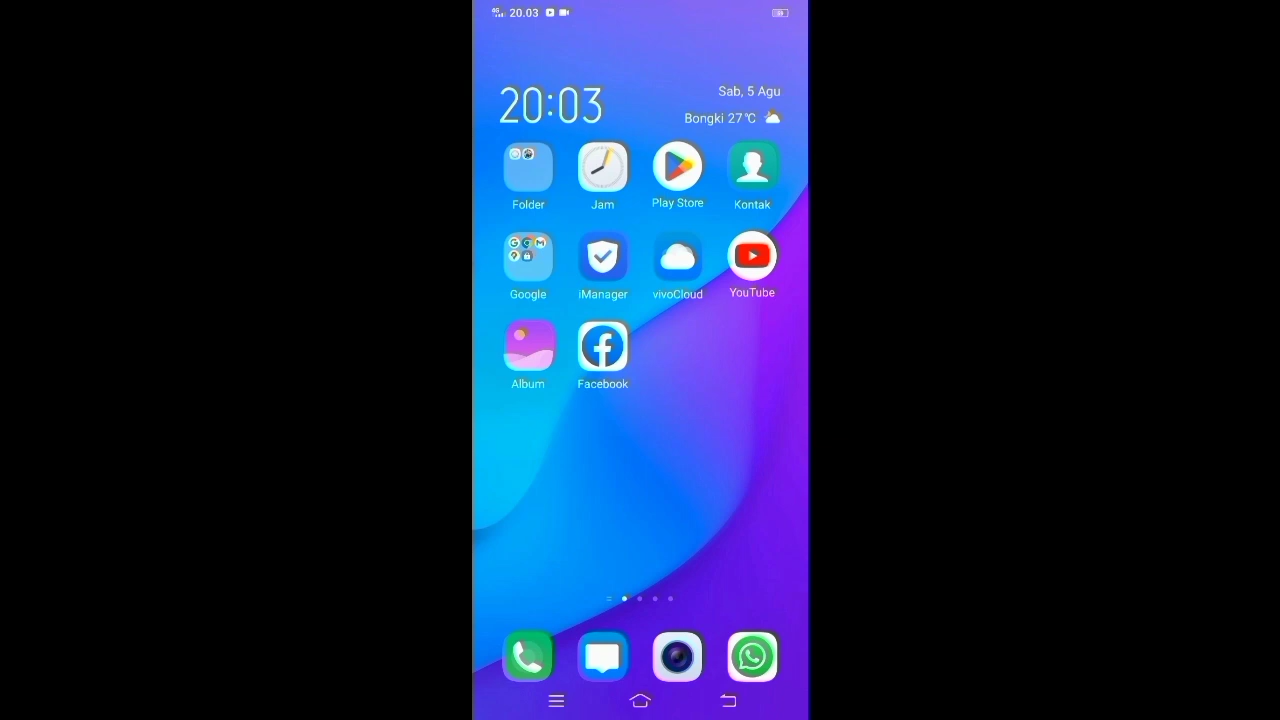 20.03
20:03
Sab, 5 Agu
Bongki 27°C
Folder
Jam
Play Store
Kontak
Google
iManager
vivoCloud
YouTube
Album
Facebook